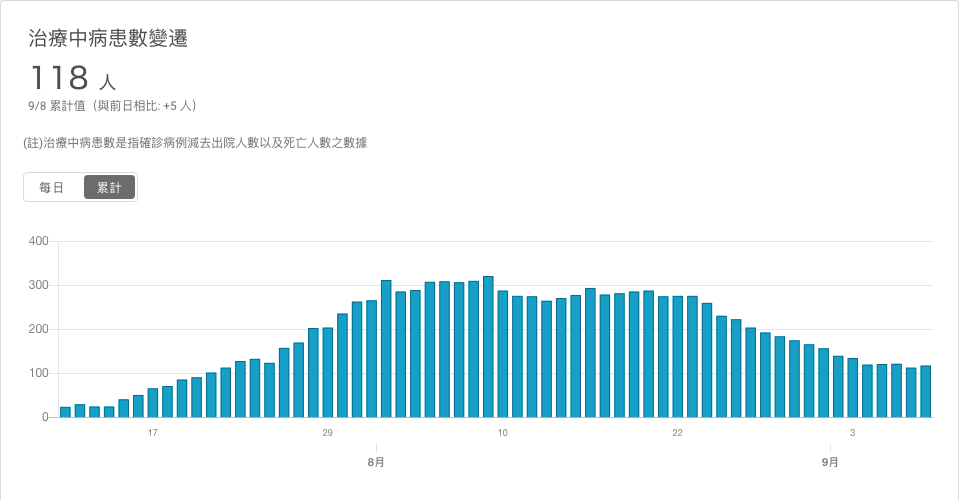 治療中病患數變遷
118 人
9/8 累計值（與前日相比: +5 人）
(註)治療中病患數是指確診病例減去出院人數以及死亡人數之數據
每日 累計
400
300
200
100
0
17 29 10 22 3
8月 9月